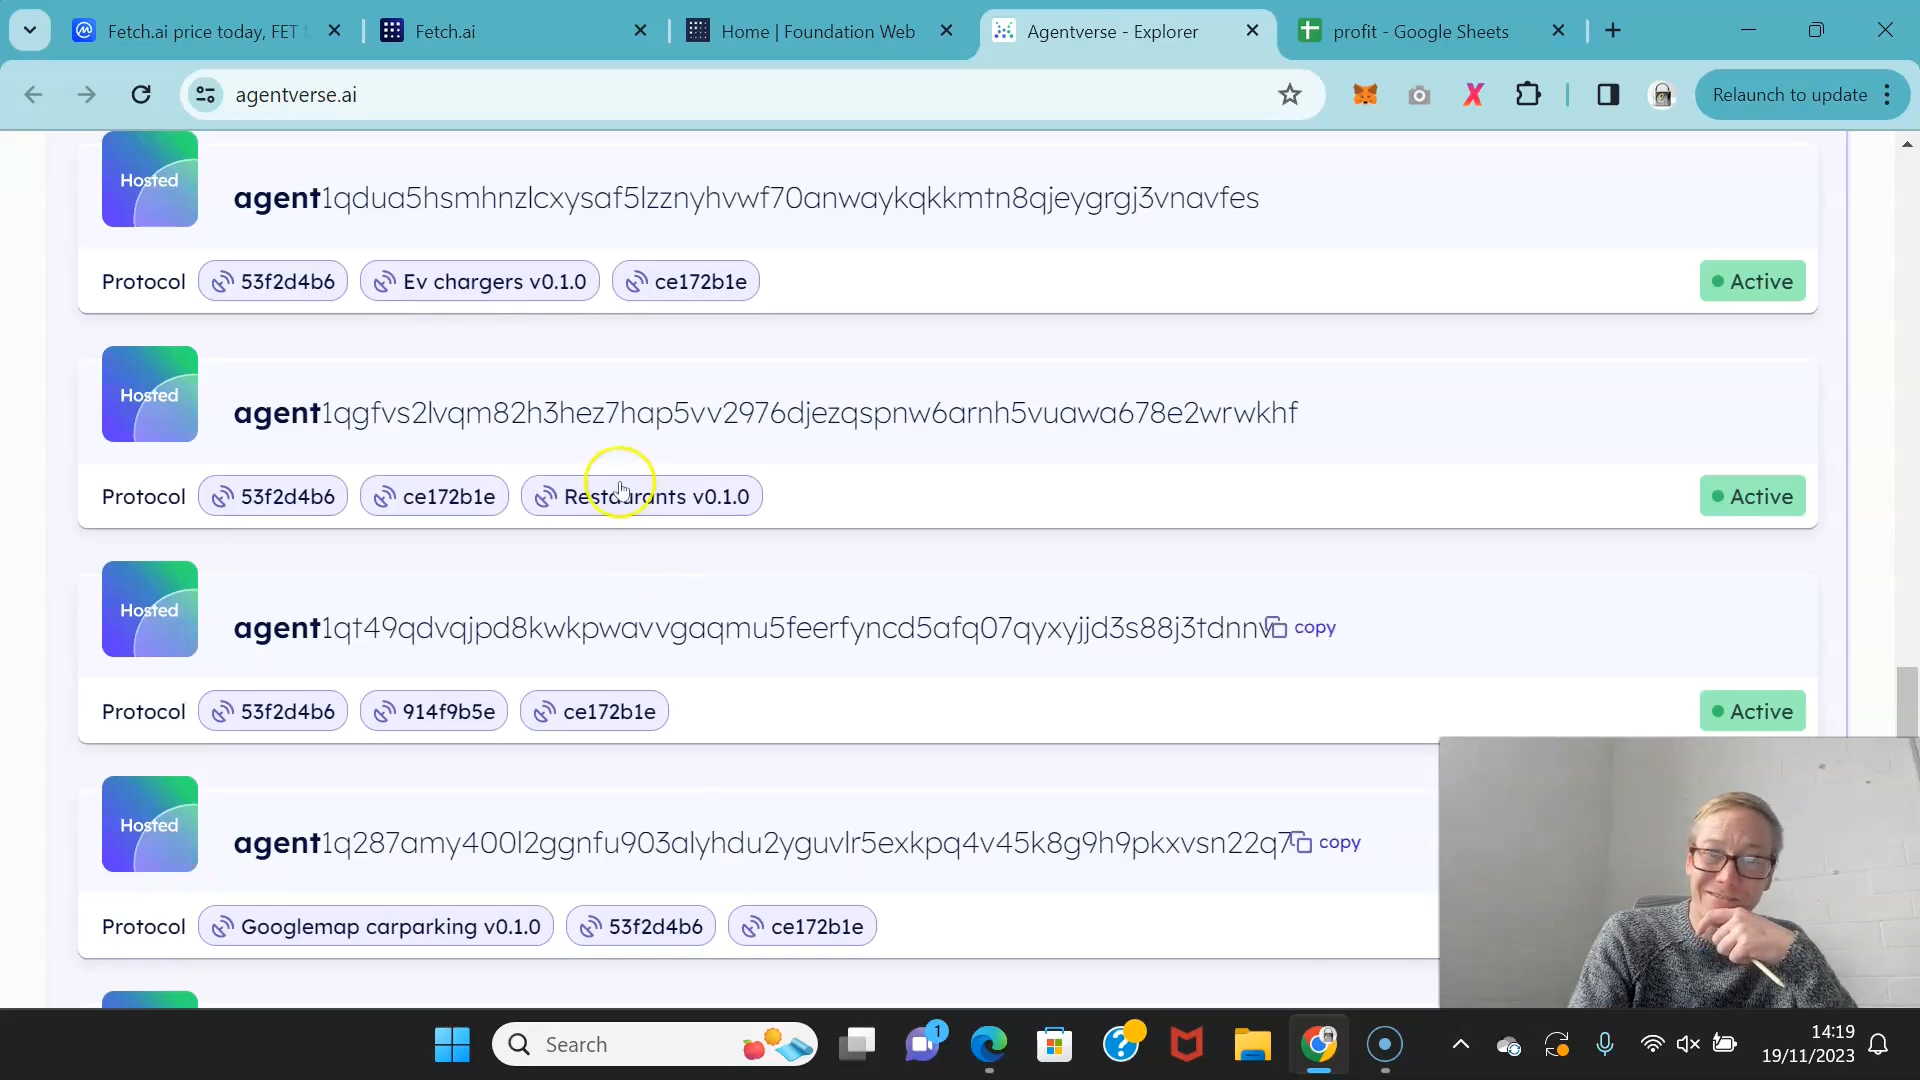 Fetch.ai price today, FET
Fetch.ai
Home | Foundation Web
Agentverse - Explorer
profit - Google Sheets
agentverse.ai
Relaunch to update
Hosted
agent1qdua5hsmhnzlcxysaf5lzznyhvwf70anwaykqkkmtn8qjeygrgj3vnavfes
Protocol 53f2d4b6 Ev chargers v0.1.0 ce172b1e Active
Hosted
agent1qgfvs2lvqm82h3hez7hap5vv2976djezqspnw6arnh5vuawa678e2wrwkhf
Protocol 53f2d4b6 ce172b1e Restaurants v0.1.0 Active
Hosted
agent1qt49qdvqjpd8kwkpwavvgaqmu5feerfyncd5afq07qyxyjjd3s88j3tdnnv copy
Protocol 53f2d4b6 914f9b5e ce172b1e Active
Hosted
agent1q287amy400l2ggnfu903alyhdu2yguvlr5exkpq4v45k8g9h9pkxvsn22q7 copy
Protocol Googlemap carparking v0.1.0 53f2d4b6 ce172b1e
Search
1
14:19
19/11/2023